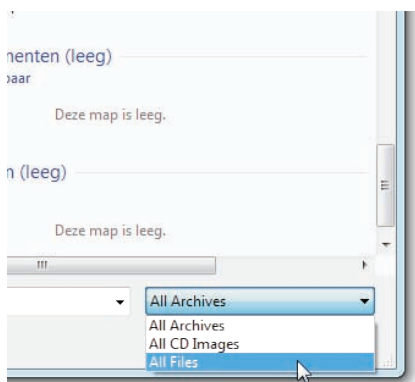 nenten (leeg)
baar
Deze map is leeg.
n (leeg)
Deze map is leeg.
All Archives
All Archives
All CD Images
All Files